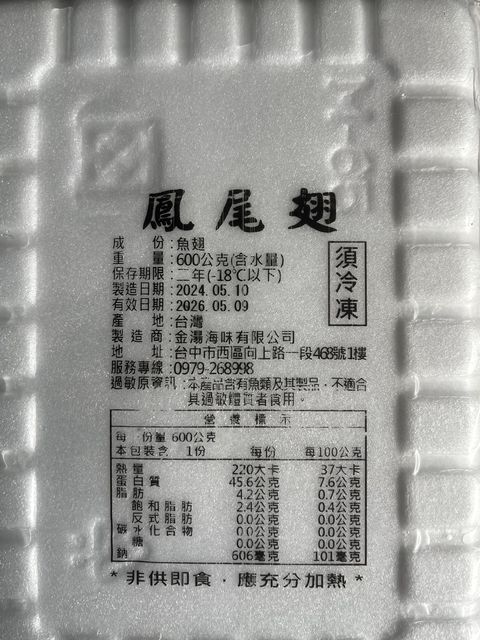 鳳尾翅
成份:魚翅
重量:600公克(含水量)
保存期限:二年(-18℃以下)
製造日期:2024.05.10
有效日期:2026.05.09
產地:台灣
製造商:金湯海味有限公司
地址:台中市西區向上路一段468號1樓
服務專線:0979-268998
過敏原資訊:本產品含有魚類及其製品,不適合
其過敏體質者食用。
須冷凍
營養標示
每一份量 600公克
本包裝含 1份 每份 每100公克
熱量 220大卡 37大卡
蛋白質 45.6公克 7.6公克
脂肪 4.2公克 0.7公克
飽和脂肪 2.4公克 0.4公克
反式脂肪 0.0公克 0.0公克
碳水化合物 0.0公克 0.0公克
糖 0.0公克 0.0公克
鈉 606毫克 101毫克
*非供即食.應充分加熱*